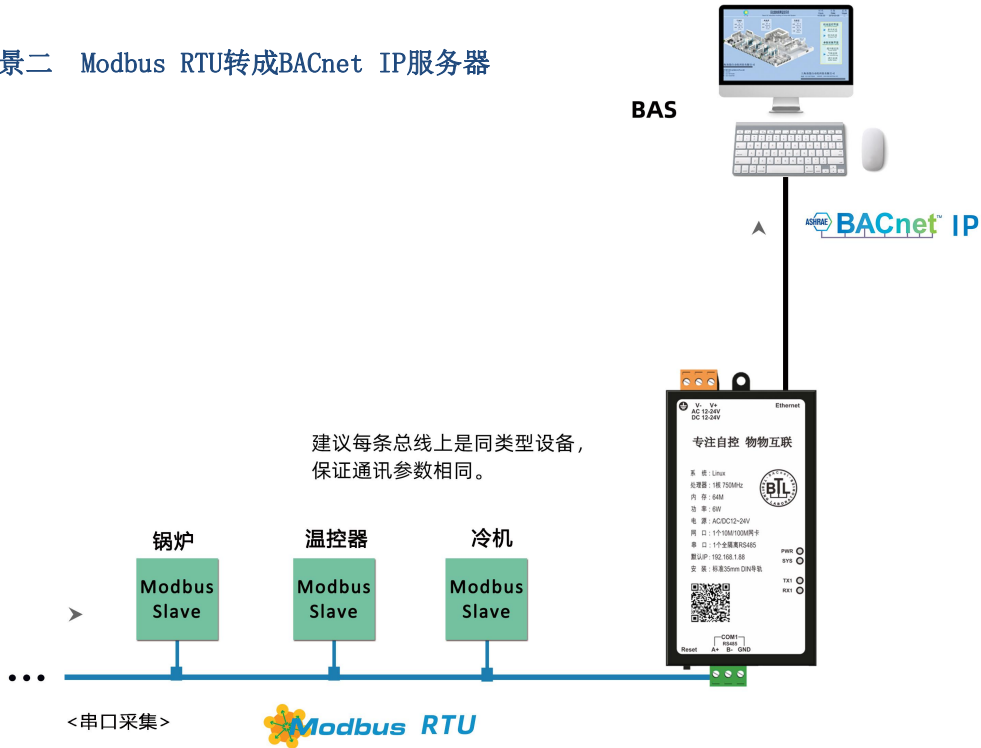 景二 Modbus RTU转成BACnet IP服务器
BAS
ASHRAE BACnet™ IP
V- V+
AC 12-24V
DC 12-24V
Ethernet
专注自控 物物互联
系 统：Linux
处理器：1核 750MHz
内 存：64M
功 率：6W
电 源：AC/DC12~24V
网 口：1个10M/100M网卡
串 口：1个全隔离RS485
默认IP：192.168.1.88
安 装：标准35mm DIN导轨
BTL
PWR
SYS
TX1
RX1
COM1
RS485
Reset A+ B- GND
建议每条总线上是同类型设备，
保证通讯参数相同。
锅炉 温控器 冷机
Modbus Slave
Modbus Slave
Modbus Slave
<串口采集>
Modbus RTU